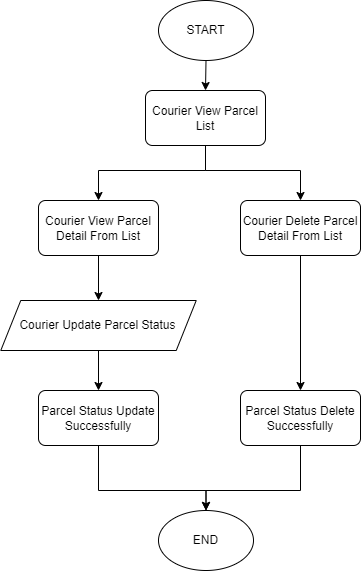 START
Courier View Parcel
List
Courier View Parcel
Detail From List
Courier Delete Parcel
Detail From List
Courier Update Parcel Status
Parcel Status Update
Successfully
Parcel Status Delete
Successfully
END